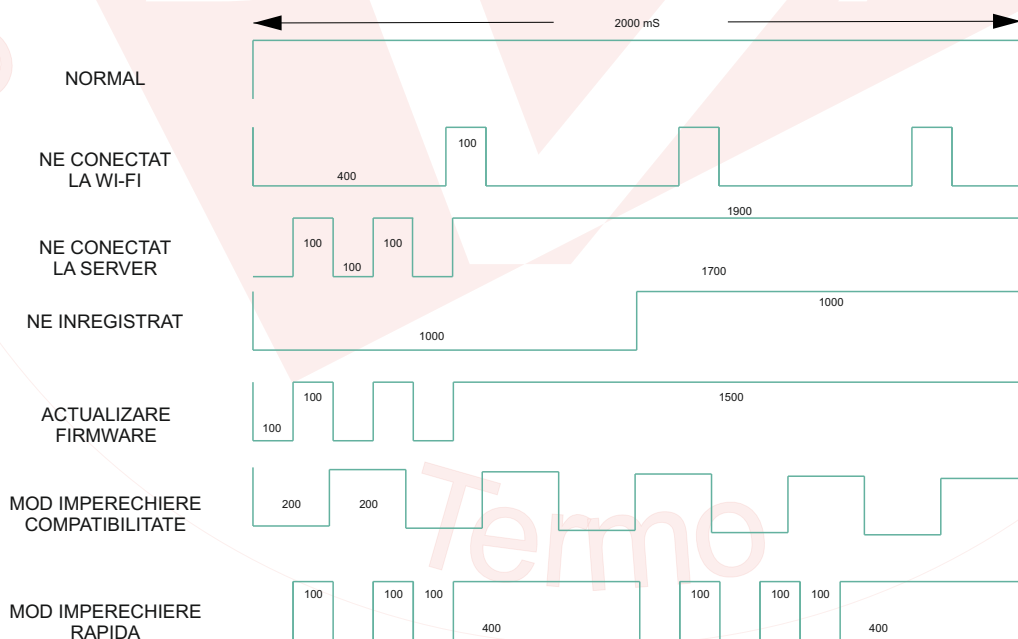 2000 mS
NORMAL
NE CONECTAT
LA WI-FI
400
100
NE CONECTAT
LA SERVER
100
100
100
1900
NE INREGISTRAT
1000
1700
1000
ACTUALIZARE
FIRMWARE
100
100
1500
MOD IMPERECHIERE
COMPATIBILITATE
200
200
Termo
MOD IMPERECHIERE
RAPIDA
100
100
100
400
100
100
100
400